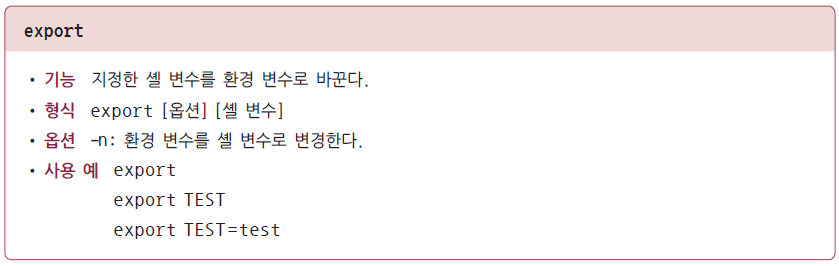 export
• 기능 지정한 셸 변수를 환경 변수로 바꾼다.
• 형식 export [옵션] [셸 변수]
• 옵션 -n: 환경 변수를 셸 변수로 변경한다.
• 사용 예 export
export TEST
export TEST=test